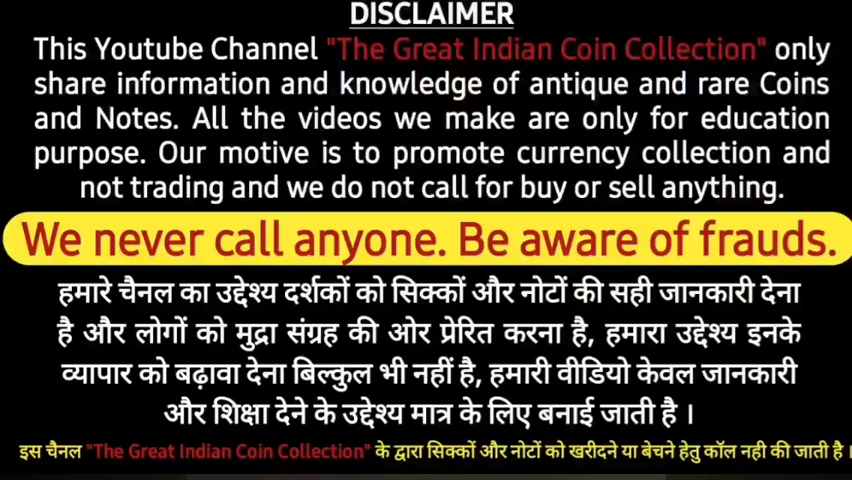 DISCLAIMER
This Youtube Channel "The Great Indian Coin Collection" only
share information and knowledge of antique and rare Coins
and Notes. All the videos we make are only for education
purpose. Our motive is to promote currency collection and
not trading and we do not call for buy or sell anything.
We never call anyone. Be aware of frauds.
हमारे चैनल का उद्देश्य दर्शकों को सिक्कों और नोटों की सही जानकारी देना
है और लोगों को मुद्रा संग्रह की ओर प्रेरित करना है, हमारा उद्देश्य इनके
व्यापार को बढ़ावा देना बिल्कुल भी नहीं है, हमारी वीडियो केवल जानकारी
और शिक्षा देने के उद्देश्य मात्र के लिए बनाई जाती है ।
इस चैनल "The Great Indian Coin Collection" के द्वारा सिक्कों और नोटों को खरीदने या बेचने हेतु कॉल नही की जाती है ।